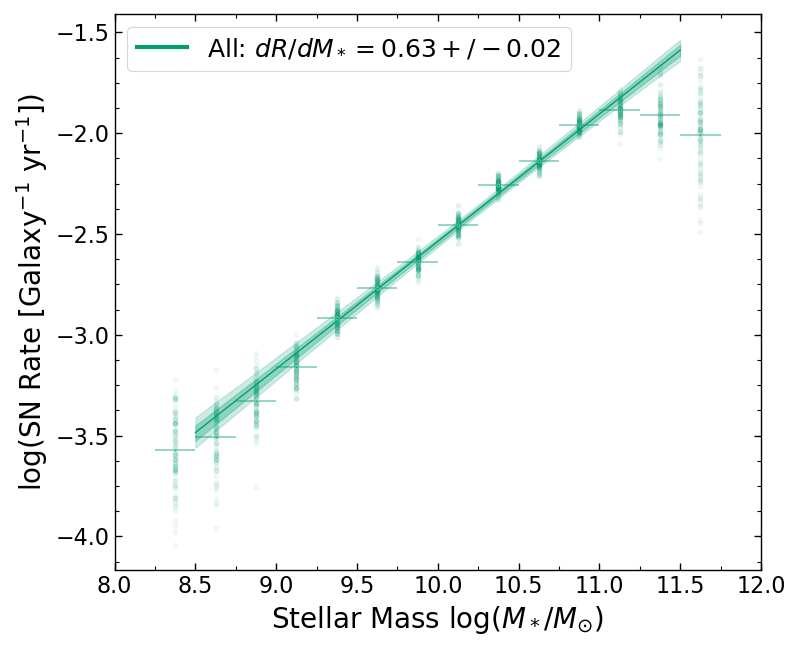 All: dR/dM* = 0.63 + / − 0.02
log(SN Rate [Galaxy⁻¹ yr⁻¹])
−1.5
−2.0
−2.5
−3.0
−3.5
−4.0
8.0 8.5 9.0 9.5 10.0 10.5 11.0 11.5 12.0
Stellar Mass log(M*/M⊙)